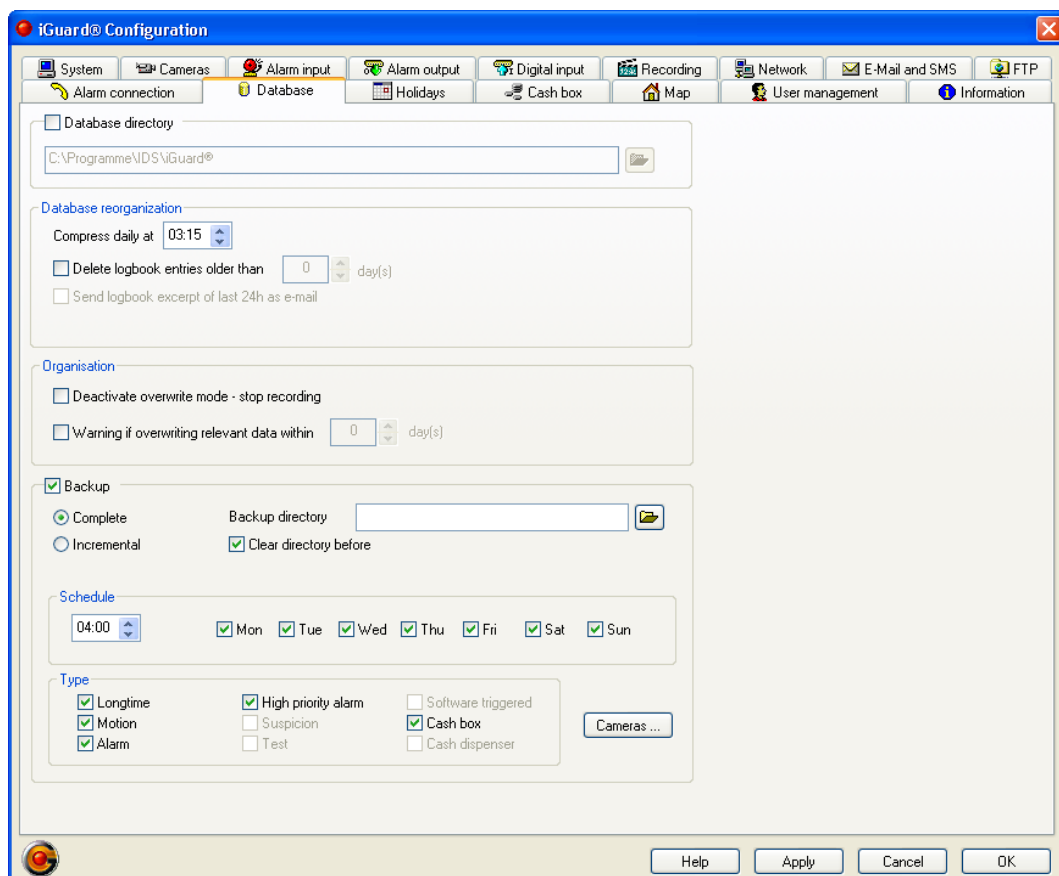 iGuard® Configuration
System Cameras Alarm input Alarm output Digital input Recording Network E-Mail and SMS FTP
Alarm connection Database Holidays Cash box Map User management Information
Database directory
C:\Programme\IDS\iGuard®
Database reorganization
Compress daily at 03:15
Delete logbook entries older than 0 day(s)
Send logbook excerpt of last 24h as e-mail
Organisation
Deactivate overwrite mode - stop recording
Warning if overwriting relevant data within 0 day(s)
Backup
Complete Backup directory
Incremental Clear directory before
Schedule
04:00 Mon Tue Wed Thu Fri Sat Sun
Type
Longtime High priority alarm Software triggered
Motion Suspicion Cash box Cameras ...
Alarm Test Cash dispenser
Help Apply Cancel OK